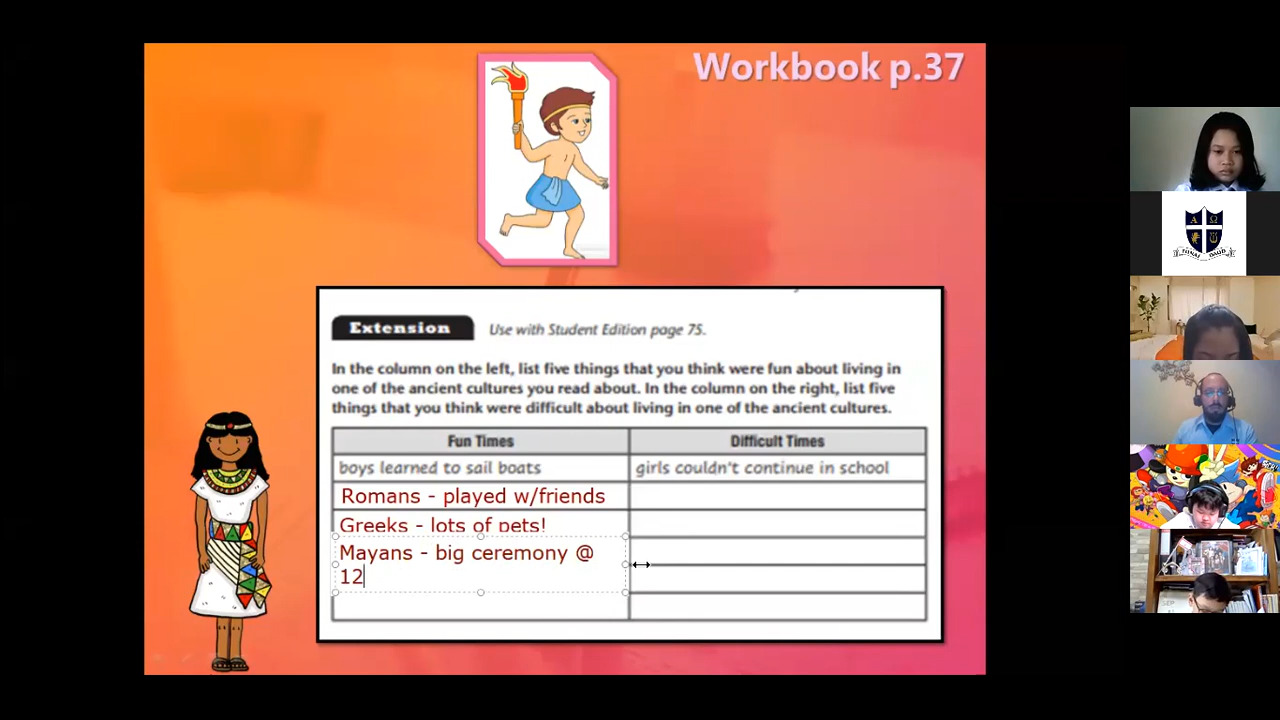 Workbook p.37
Extension
Use with Student Edition page 75.
In the column on the left, list five things that you think were fun about living in
one of the ancient cultures you read about. In the column on the right, list five
things that you think were difficult about living in one of the ancient cultures.
Fun Times
Difficult Times
boys learned to sail boats
girls couldn't continue in school
Romans - played w/friends
Greeks - lots of pets!
Mayans - big ceremony @
12
Α Ω